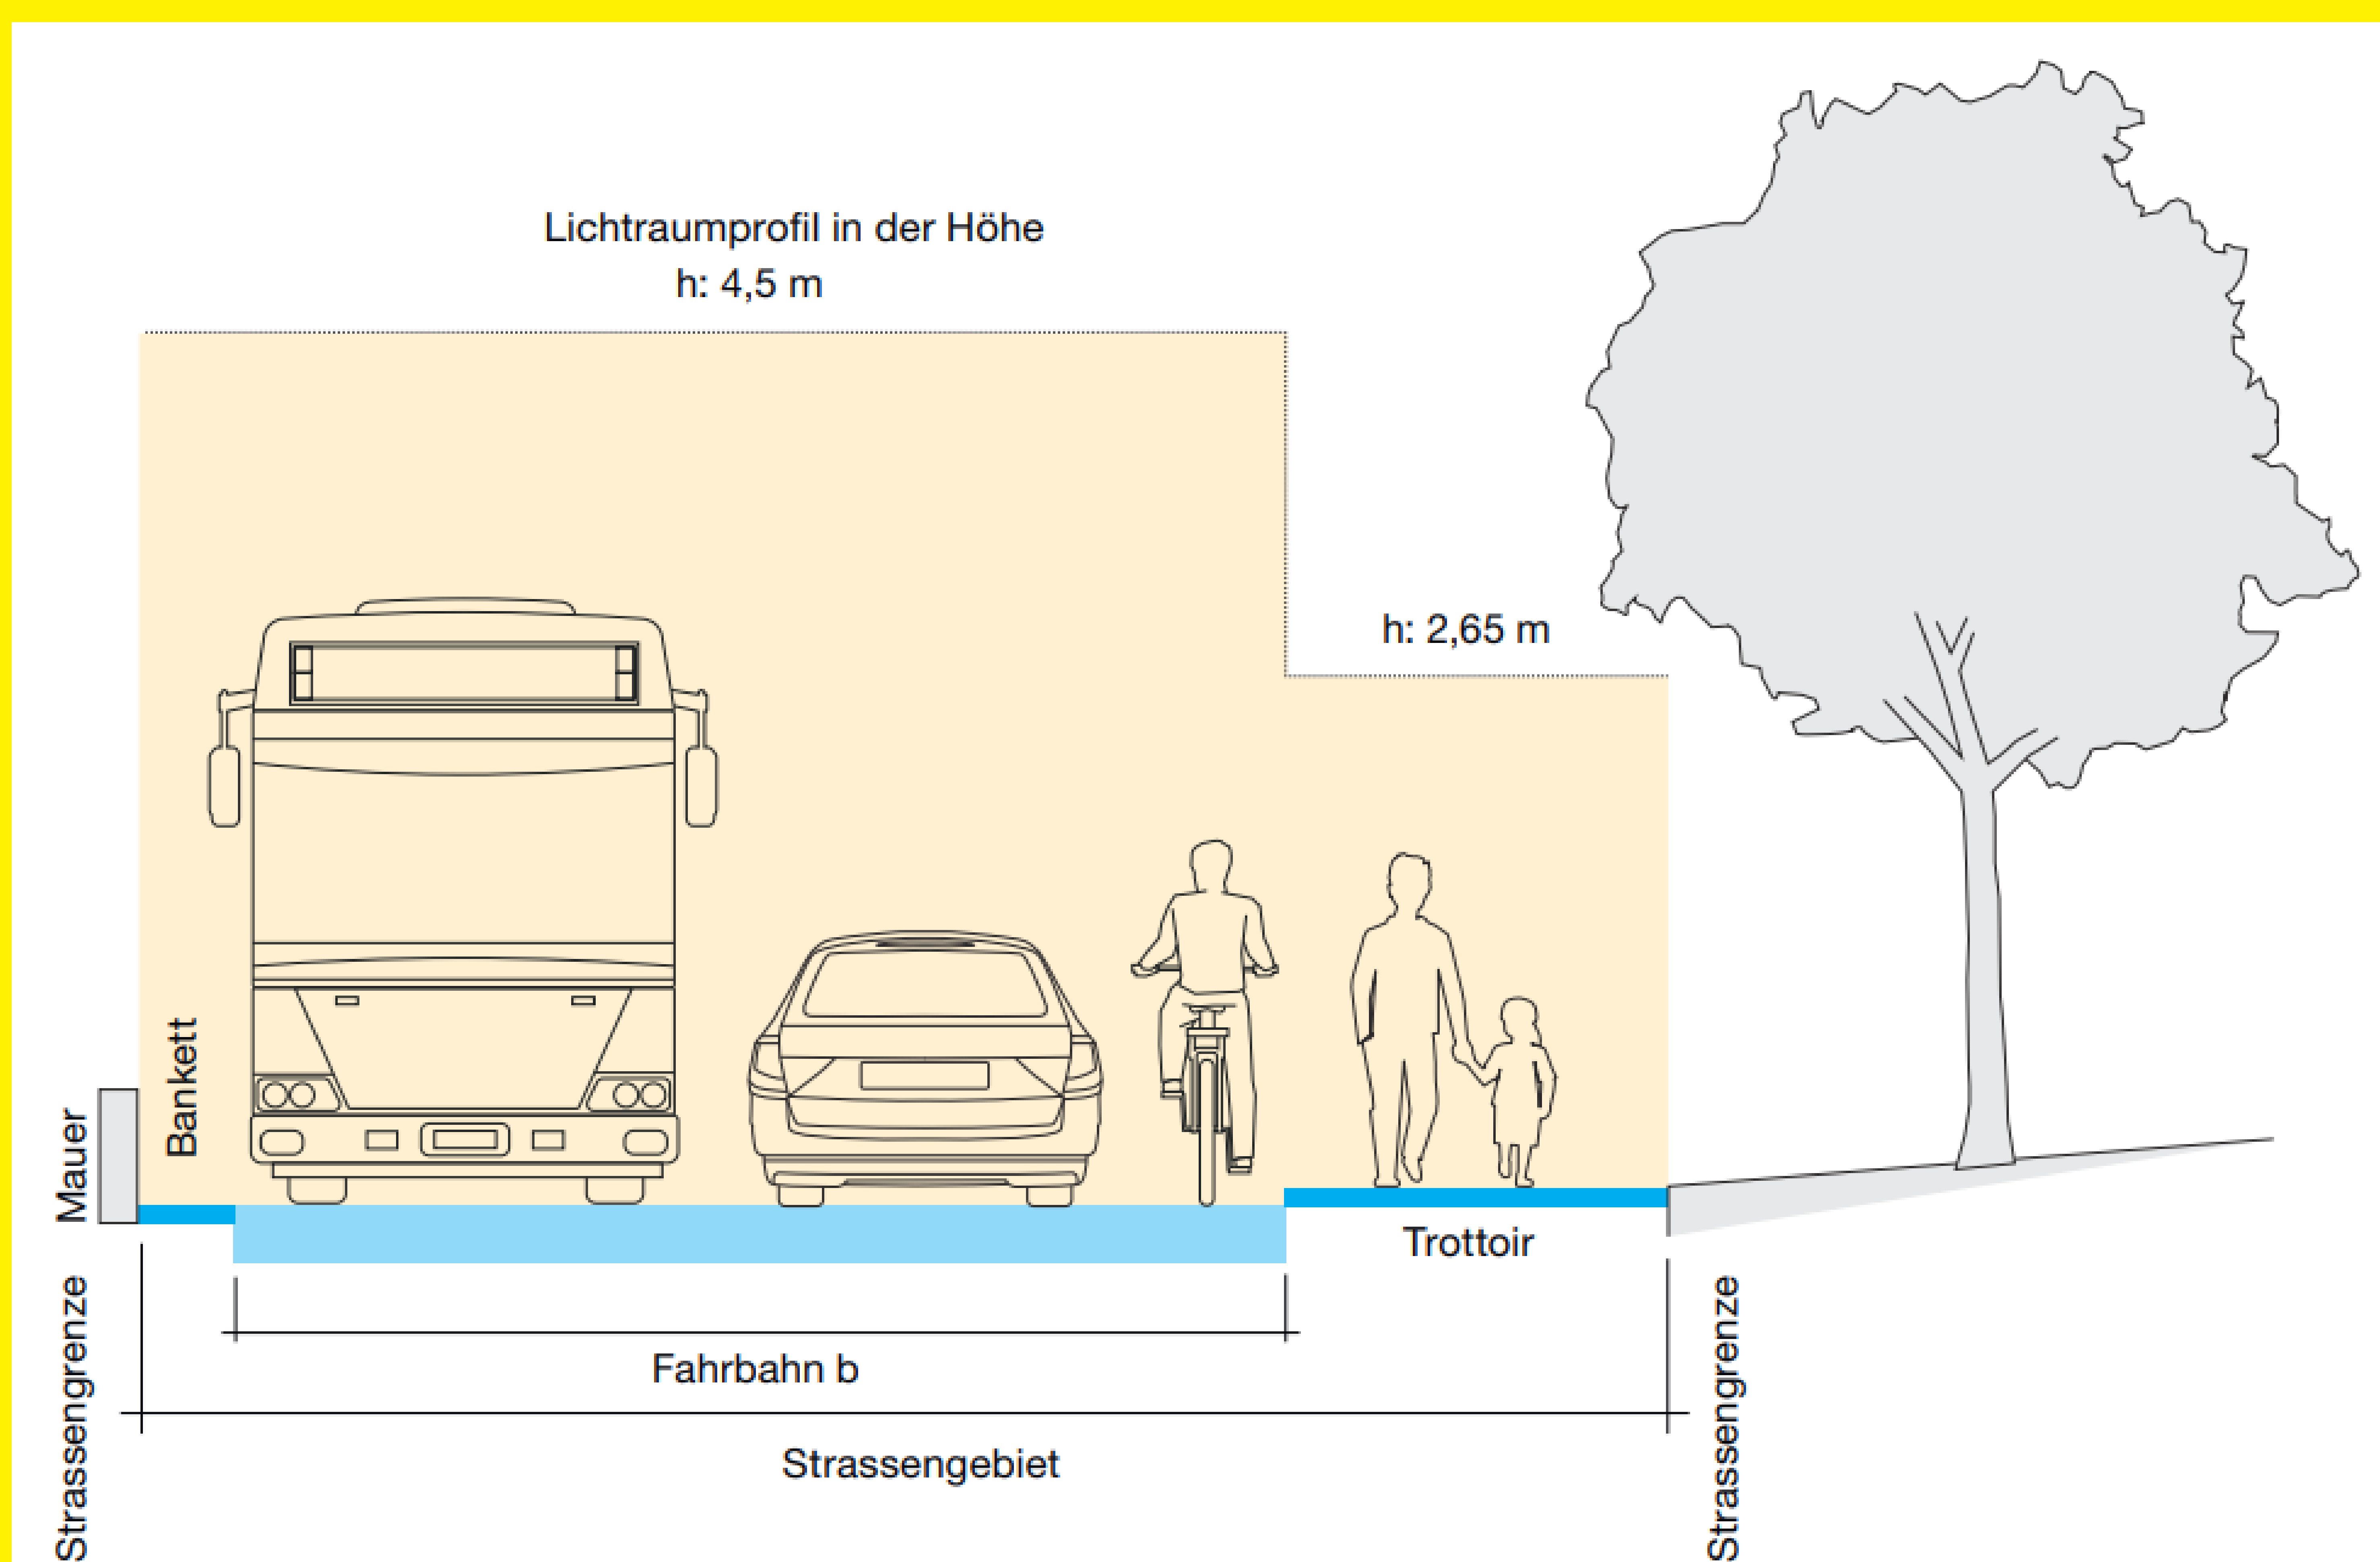 Lichtraumprofil in der Höhe
h: 4,5 m
h: 2,65 m
Bankett
Mauer
Trottoir
Strassengrenze
Strassengrenze
Fahrbahn b
Strassengebiet